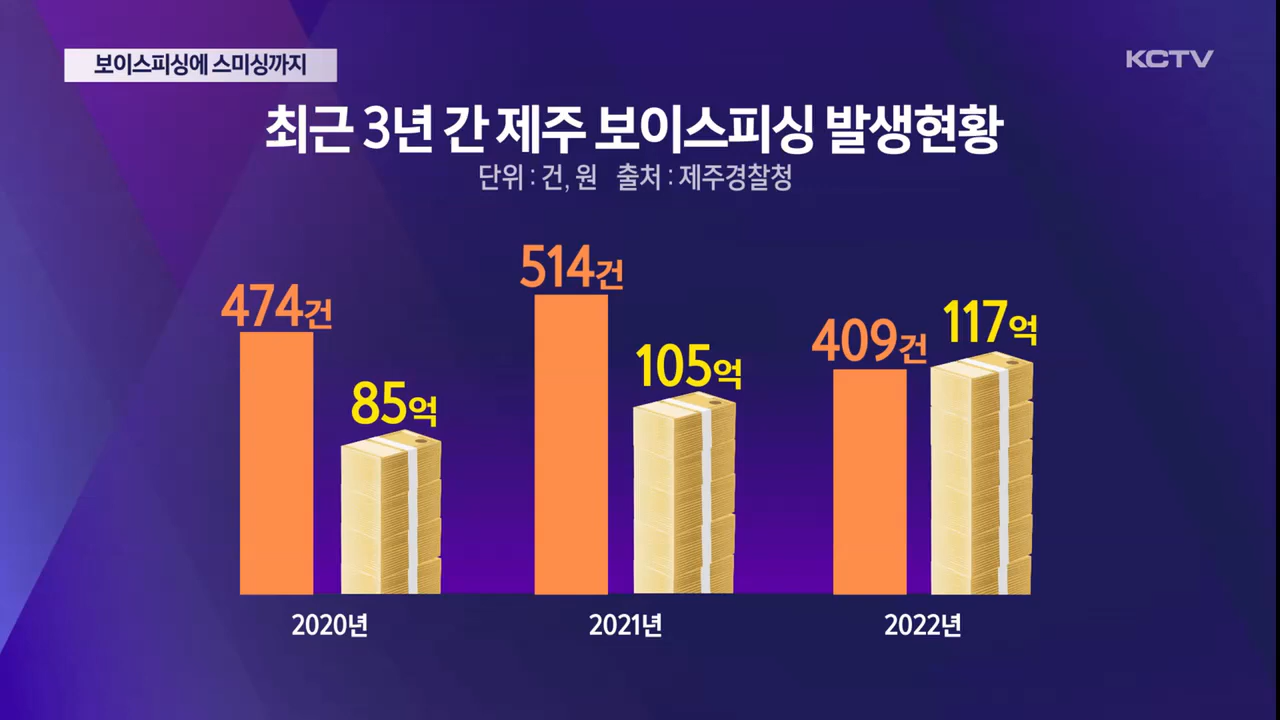 보이스피싱에 스미싱까지
KCTV
최근 3년 간 제주 보이스피싱 발생현황
단위 : 건, 원 출처 : 제주경찰청
474건
85억
514건
105억
409건
117억
2020년
2021년
2022년